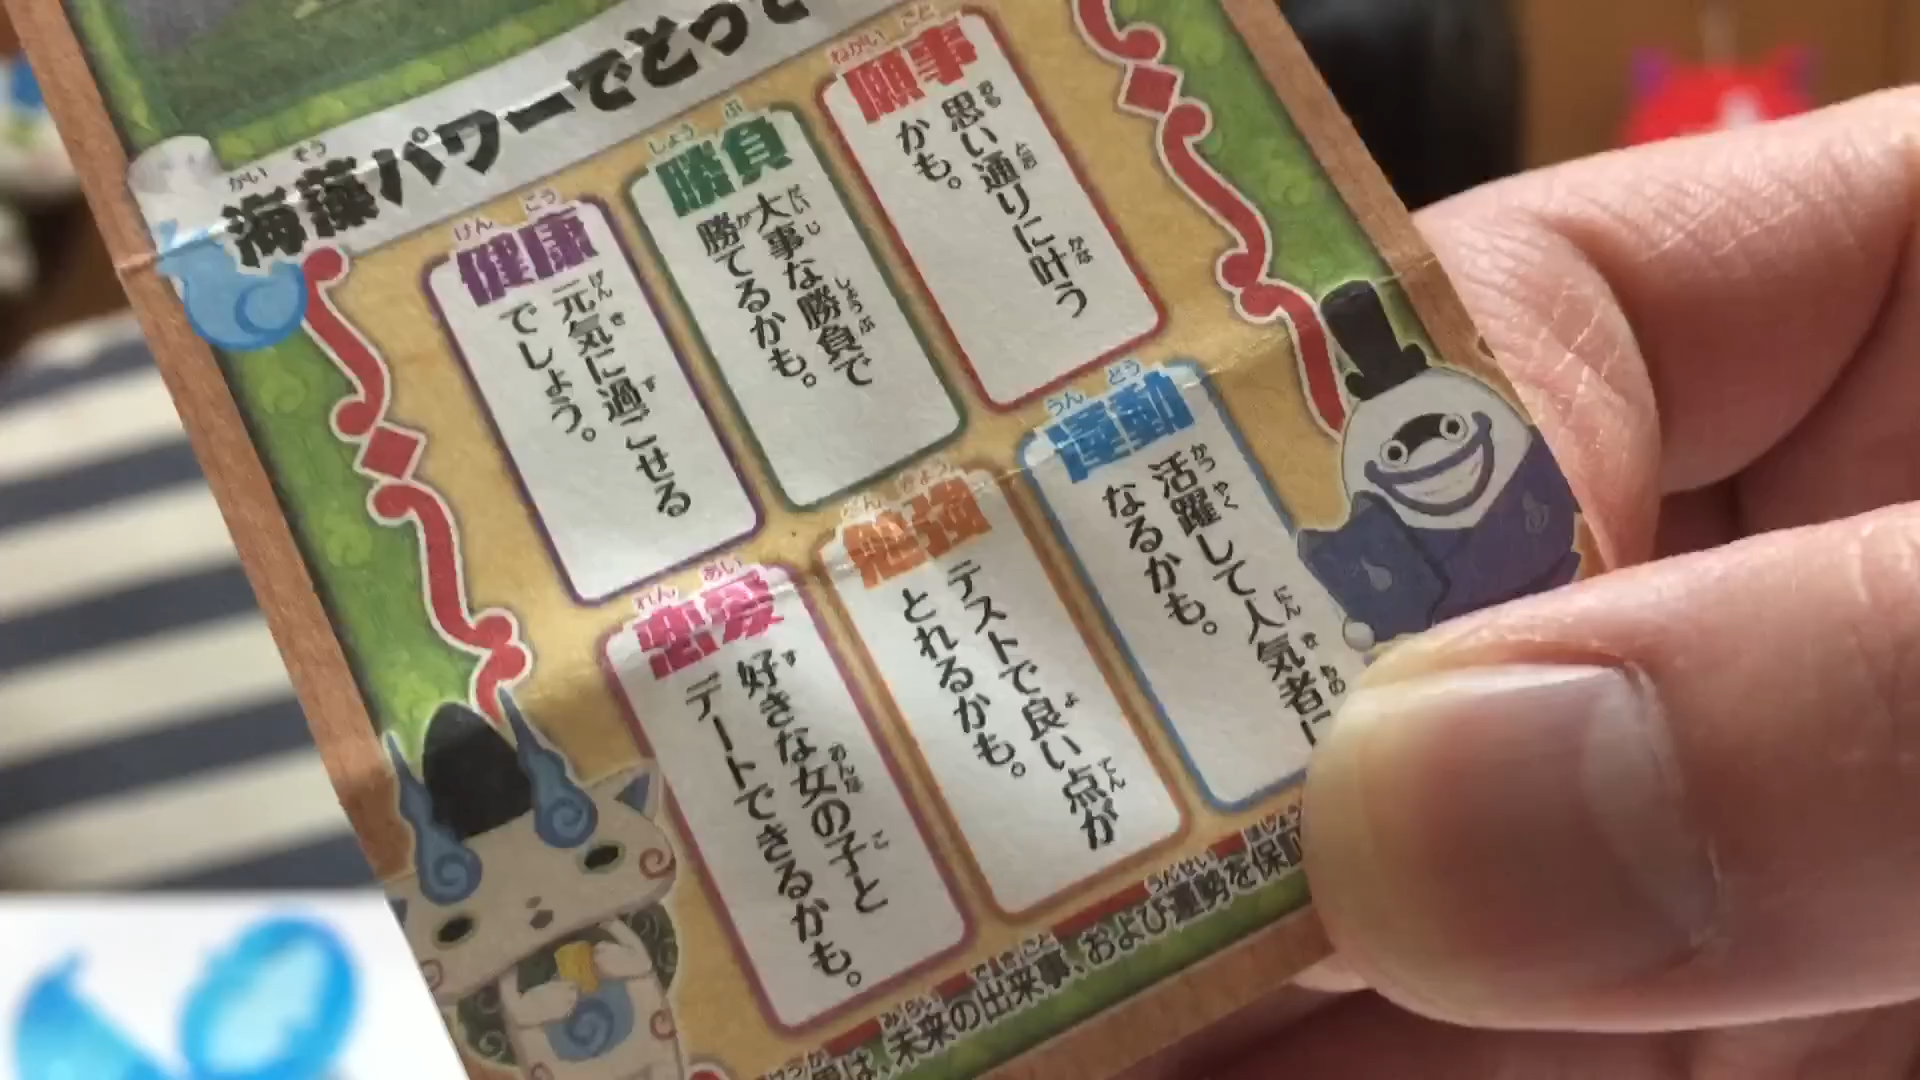 海藻パワーでとって
願事
思い通りに叶う
かも。
勝負
大事な勝負で
勝てるかも。
健康
元気に過ごせる
でしょう。
運動
活躍して人気者に
なるかも。
勉強
テストで良い点が
とれるかも。
恋愛
好きな女の子と
デートできるかも。
は、未来の出来事、および運勢を保